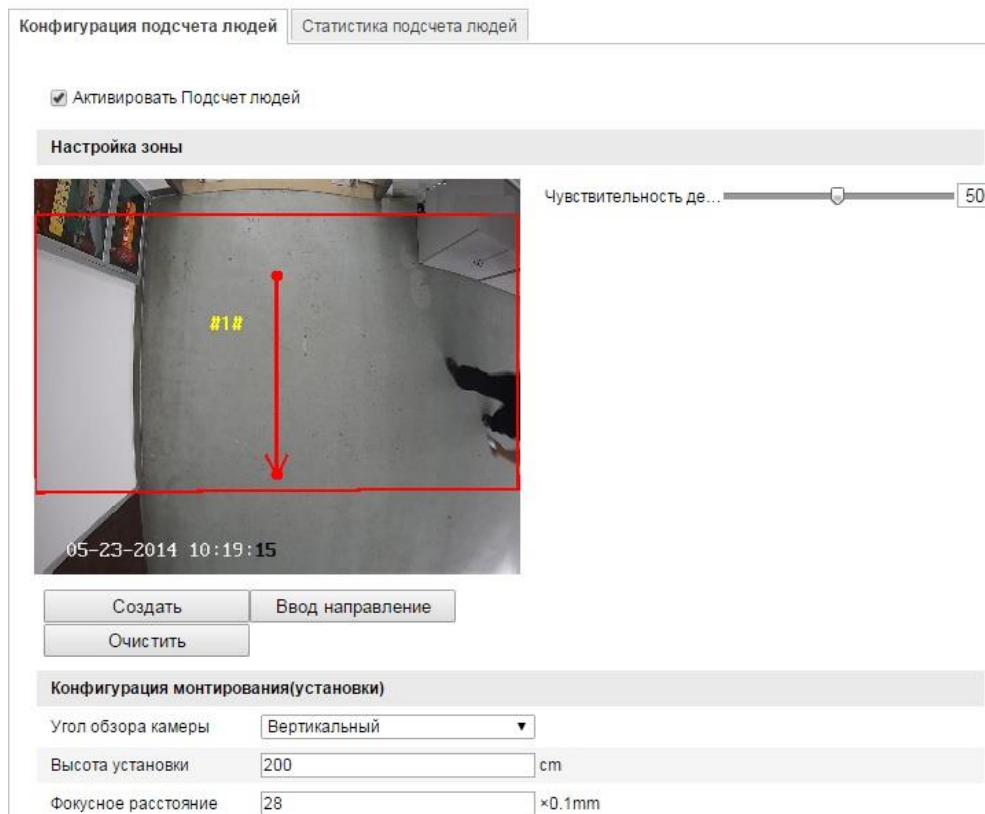 Конфигурация подсчета людей Статистика подсчета людей
Активировать Подсчет людей
Настройка зоны
Чувствительность де... 50
#1#
05-23-2014 10:19:15
Создать Ввод направление
Очистить
Конфигурация монтирования(установки)
Угол обзора камеры Вертикальный
Высота установки 200 cm
Фокусное расстояние 28 ×0.1mm